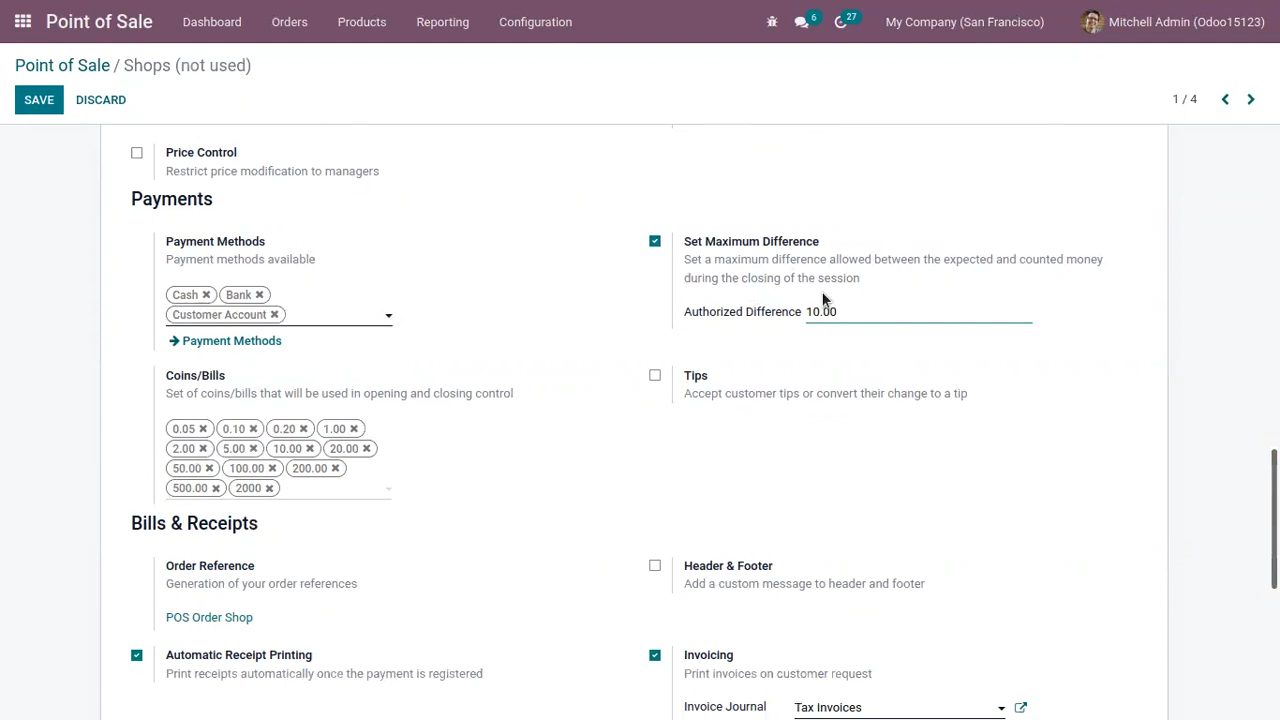 Point of Sale Dashboard Orders Products Reporting Configuration 6 27 My Company (San Francisco) Mitchell Admin (Odoo15123)
Point of Sale / Shops (not used)
SAVE DISCARD 1 / 4
Price Control
Restrict price modification to managers
Payments
Payment Methods
Payment methods available
Cash Bank
Customer Account
Payment Methods
Set Maximum Difference
Set a maximum difference allowed between the expected and counted money
during the closing of the session
Authorized Difference 10.00
Coins/Bills
Set of coins/bills that will be used in opening and closing control
0.05 0.10 0.20 1.00
2.00 5.00 10.00 20.00
50.00 100.00 200.00
500.00 2000
Tips
Accept customer tips or convert their change to a tip
Bills & Receipts
Order Reference
Generation of your order references
POS Order Shop
Header & Footer
Add a custom message to header and footer
Automatic Receipt Printing
Print receipts automatically once the payment is registered
Invoicing
Print invoices on customer request
Invoice Journal Tax Invoices